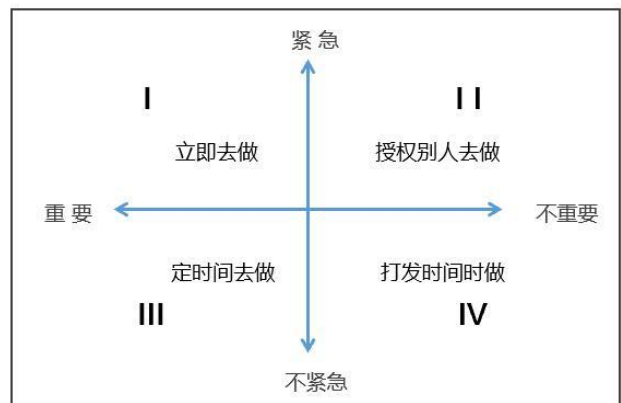 紧 急
I
I I
立即去做
授权别人去做
重 要
不重要
定时间去做
打发时间时做
III
IV
不紧急